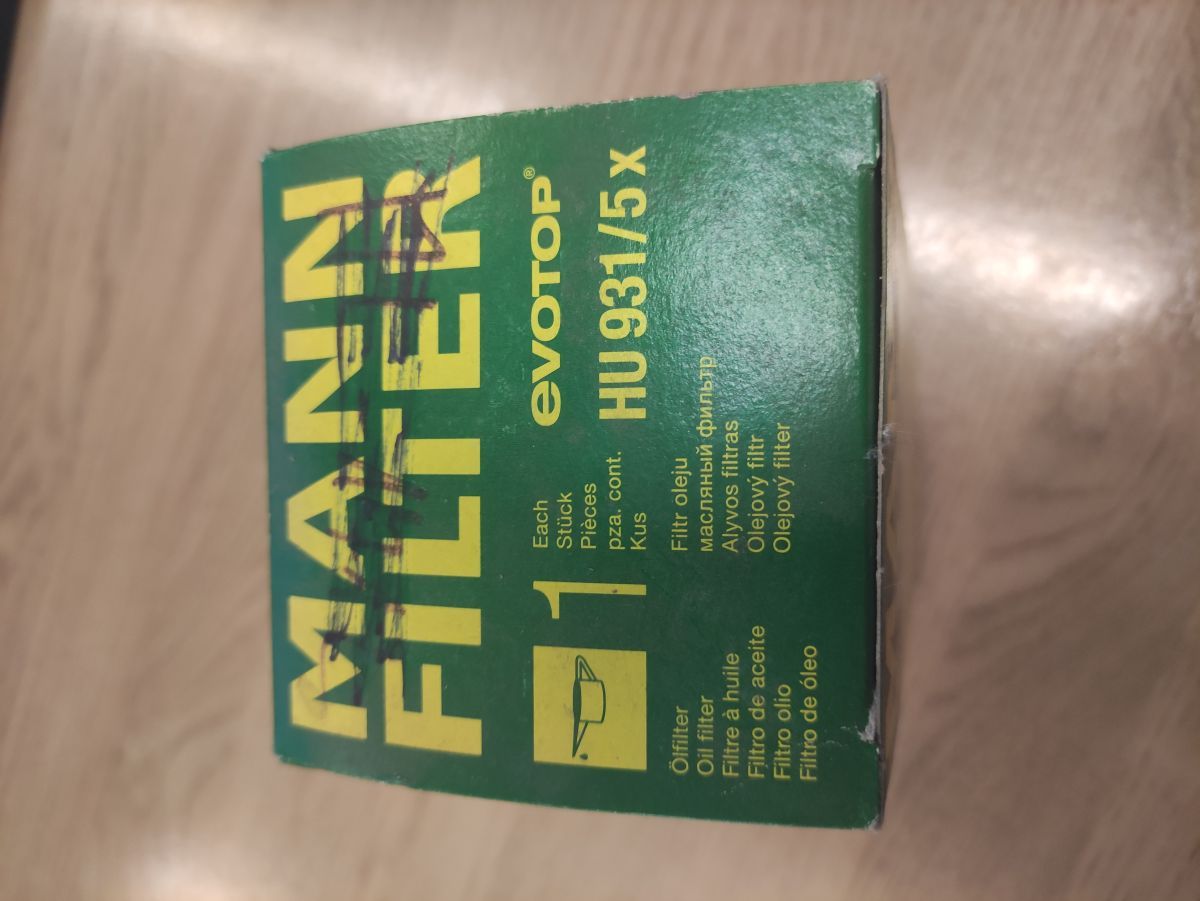 MANN
FILTER
1
Each
Stück
Pièces
pza. cont.
Kus
evoTOP®
HU 931/5 x
Ölfilter
Oil filter
Filtre à huile
Filtro de aceite
Filtro olio
Filtro de óleo
Filtr oleju
масляный фильтр
Alyvos filtras
Olejový filtr
Olejový filter